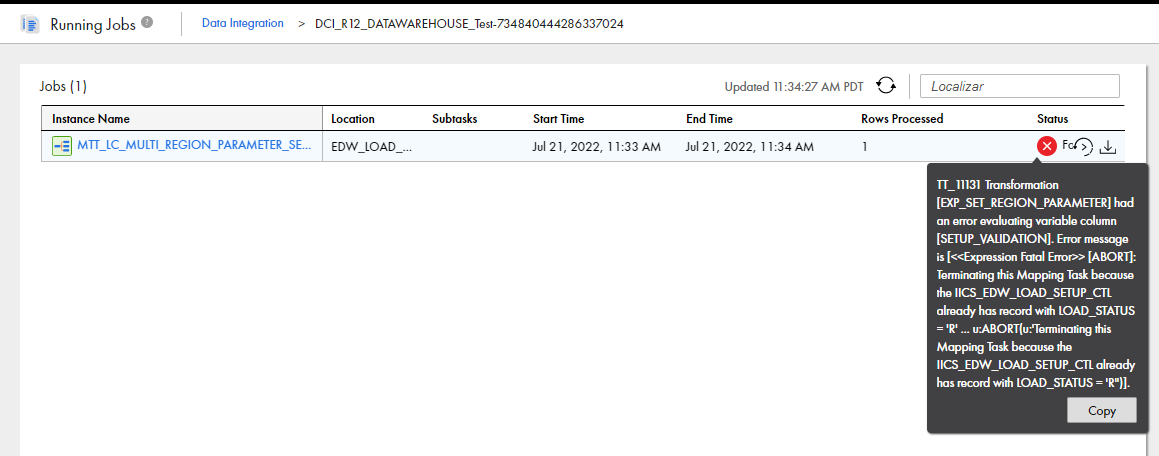 Running Jobs ?
Data Integration > DCI_R12_DATAWAREHOUSE_Test-734840444286337024
Jobs (1)
Updated 11:34:27 AM PDT
Localizar
Instance Name Location Subtasks Start Time End Time Rows Processed Status
MTT_LC_MULTI_REGION_PARAMETER_SE... EDW_LOAD_... Jul 21, 2022, 11:33 AM Jul 21, 2022, 11:34 AM 1
TT_11131 Transformation
[EXP_SET_REGION_PARAMETER] had
an error evaluating variable column
[SETUP_VALIDATION]. Error message
is [<<Expression Fatal Error>> [ABORT]:
Terminating this Mapping Task because
the IICS_EDW_LOAD_SETUP_CTL
already has record with LOAD_STATUS
= 'R' ... u:ABORT(u:'Terminating this
Mapping Task because the
IICS_EDW_LOAD_SETUP_CTL already
has record with LOAD_STATUS = 'R'')].
Copy